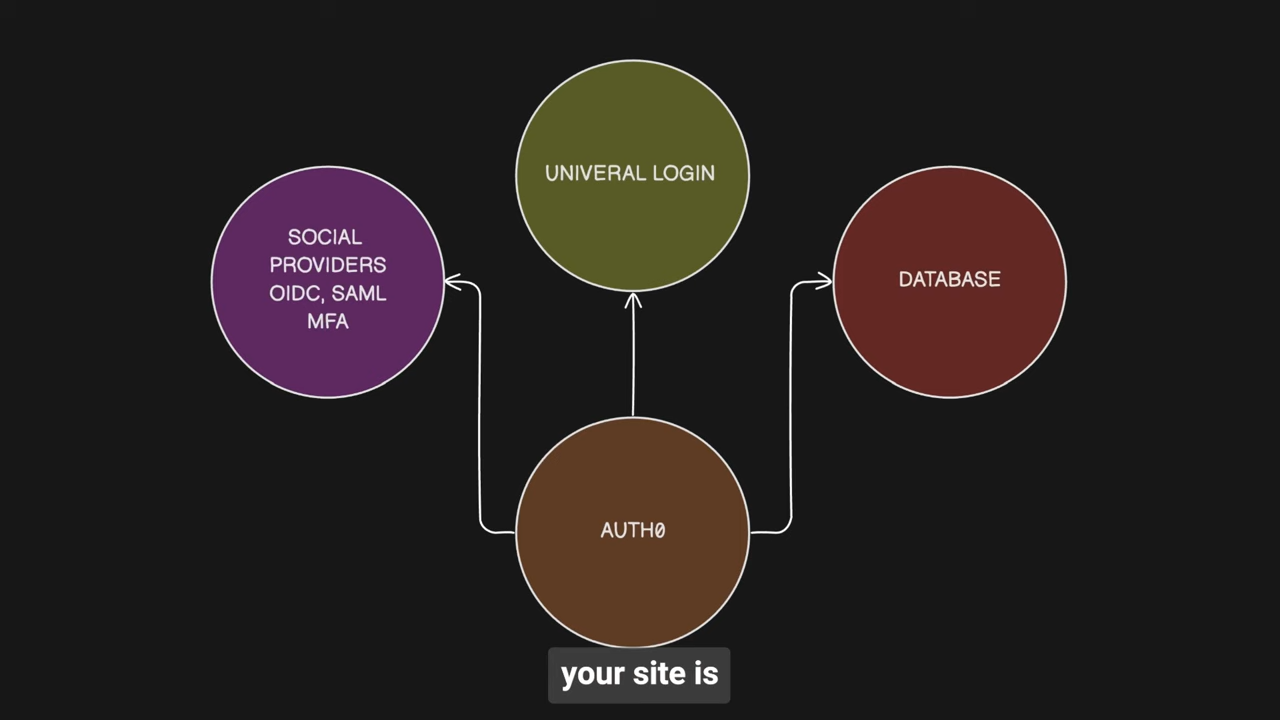 UNIVERAL LOGIN
SOCIAL
PROVIDERS
OIDC, SAML
MFA
DATABASE
AUTH0
your site is